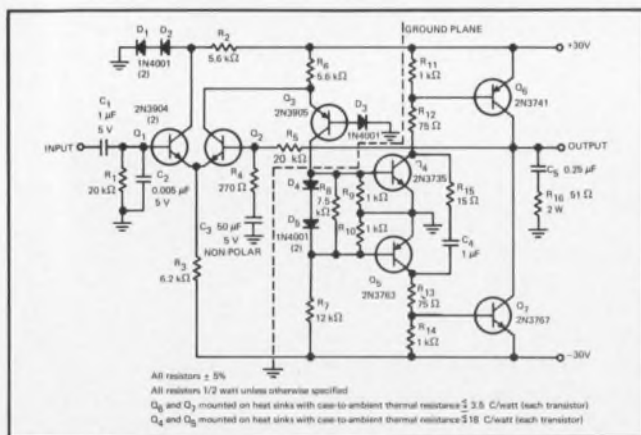 GROUND PLANE
D1 D2
1N4001
(2)
R2
5.6 kΩ
+30V
R6
5.6 kΩ
R11
1 kΩ
Q6
2N3741
C1
1 µF
5 V
2N3904
(2)
Q1
Q2
Q3
2N3905
D3
1N4001
R12
75 Ω
INPUT
OUTPUT
R5
20 kΩ
R1
20 kΩ
C2
0.005 µF
5 V
R4
270 Ω
D4
R8
7.5
kΩ
R9
1 kΩ
Q4
2N3735
R15
15 Ω
C5 0.25 µF
R16 51 Ω
2 W
C3 50 µF
5 V
NON POLAR
D5
1N4001
(2)
R10
1 kΩ
C4
1 µF
R3
6.2 kΩ
Q5
2N3763
R7
12 kΩ
R13
75 Ω
R14
1 kΩ
Q7
2N3767
-30V
All resistors ± 5%
All resistors 1/2 watt unless otherwise specified
Q6 and Q7 mounted on heat sinks with case-to-ambient thermal resistance ≤ 3.5 C/watt (each transistor)
Q4 and Q5 mounted on heat sinks with case-to-ambient thermal resistance ≤ 16 C/watt (each transistor)